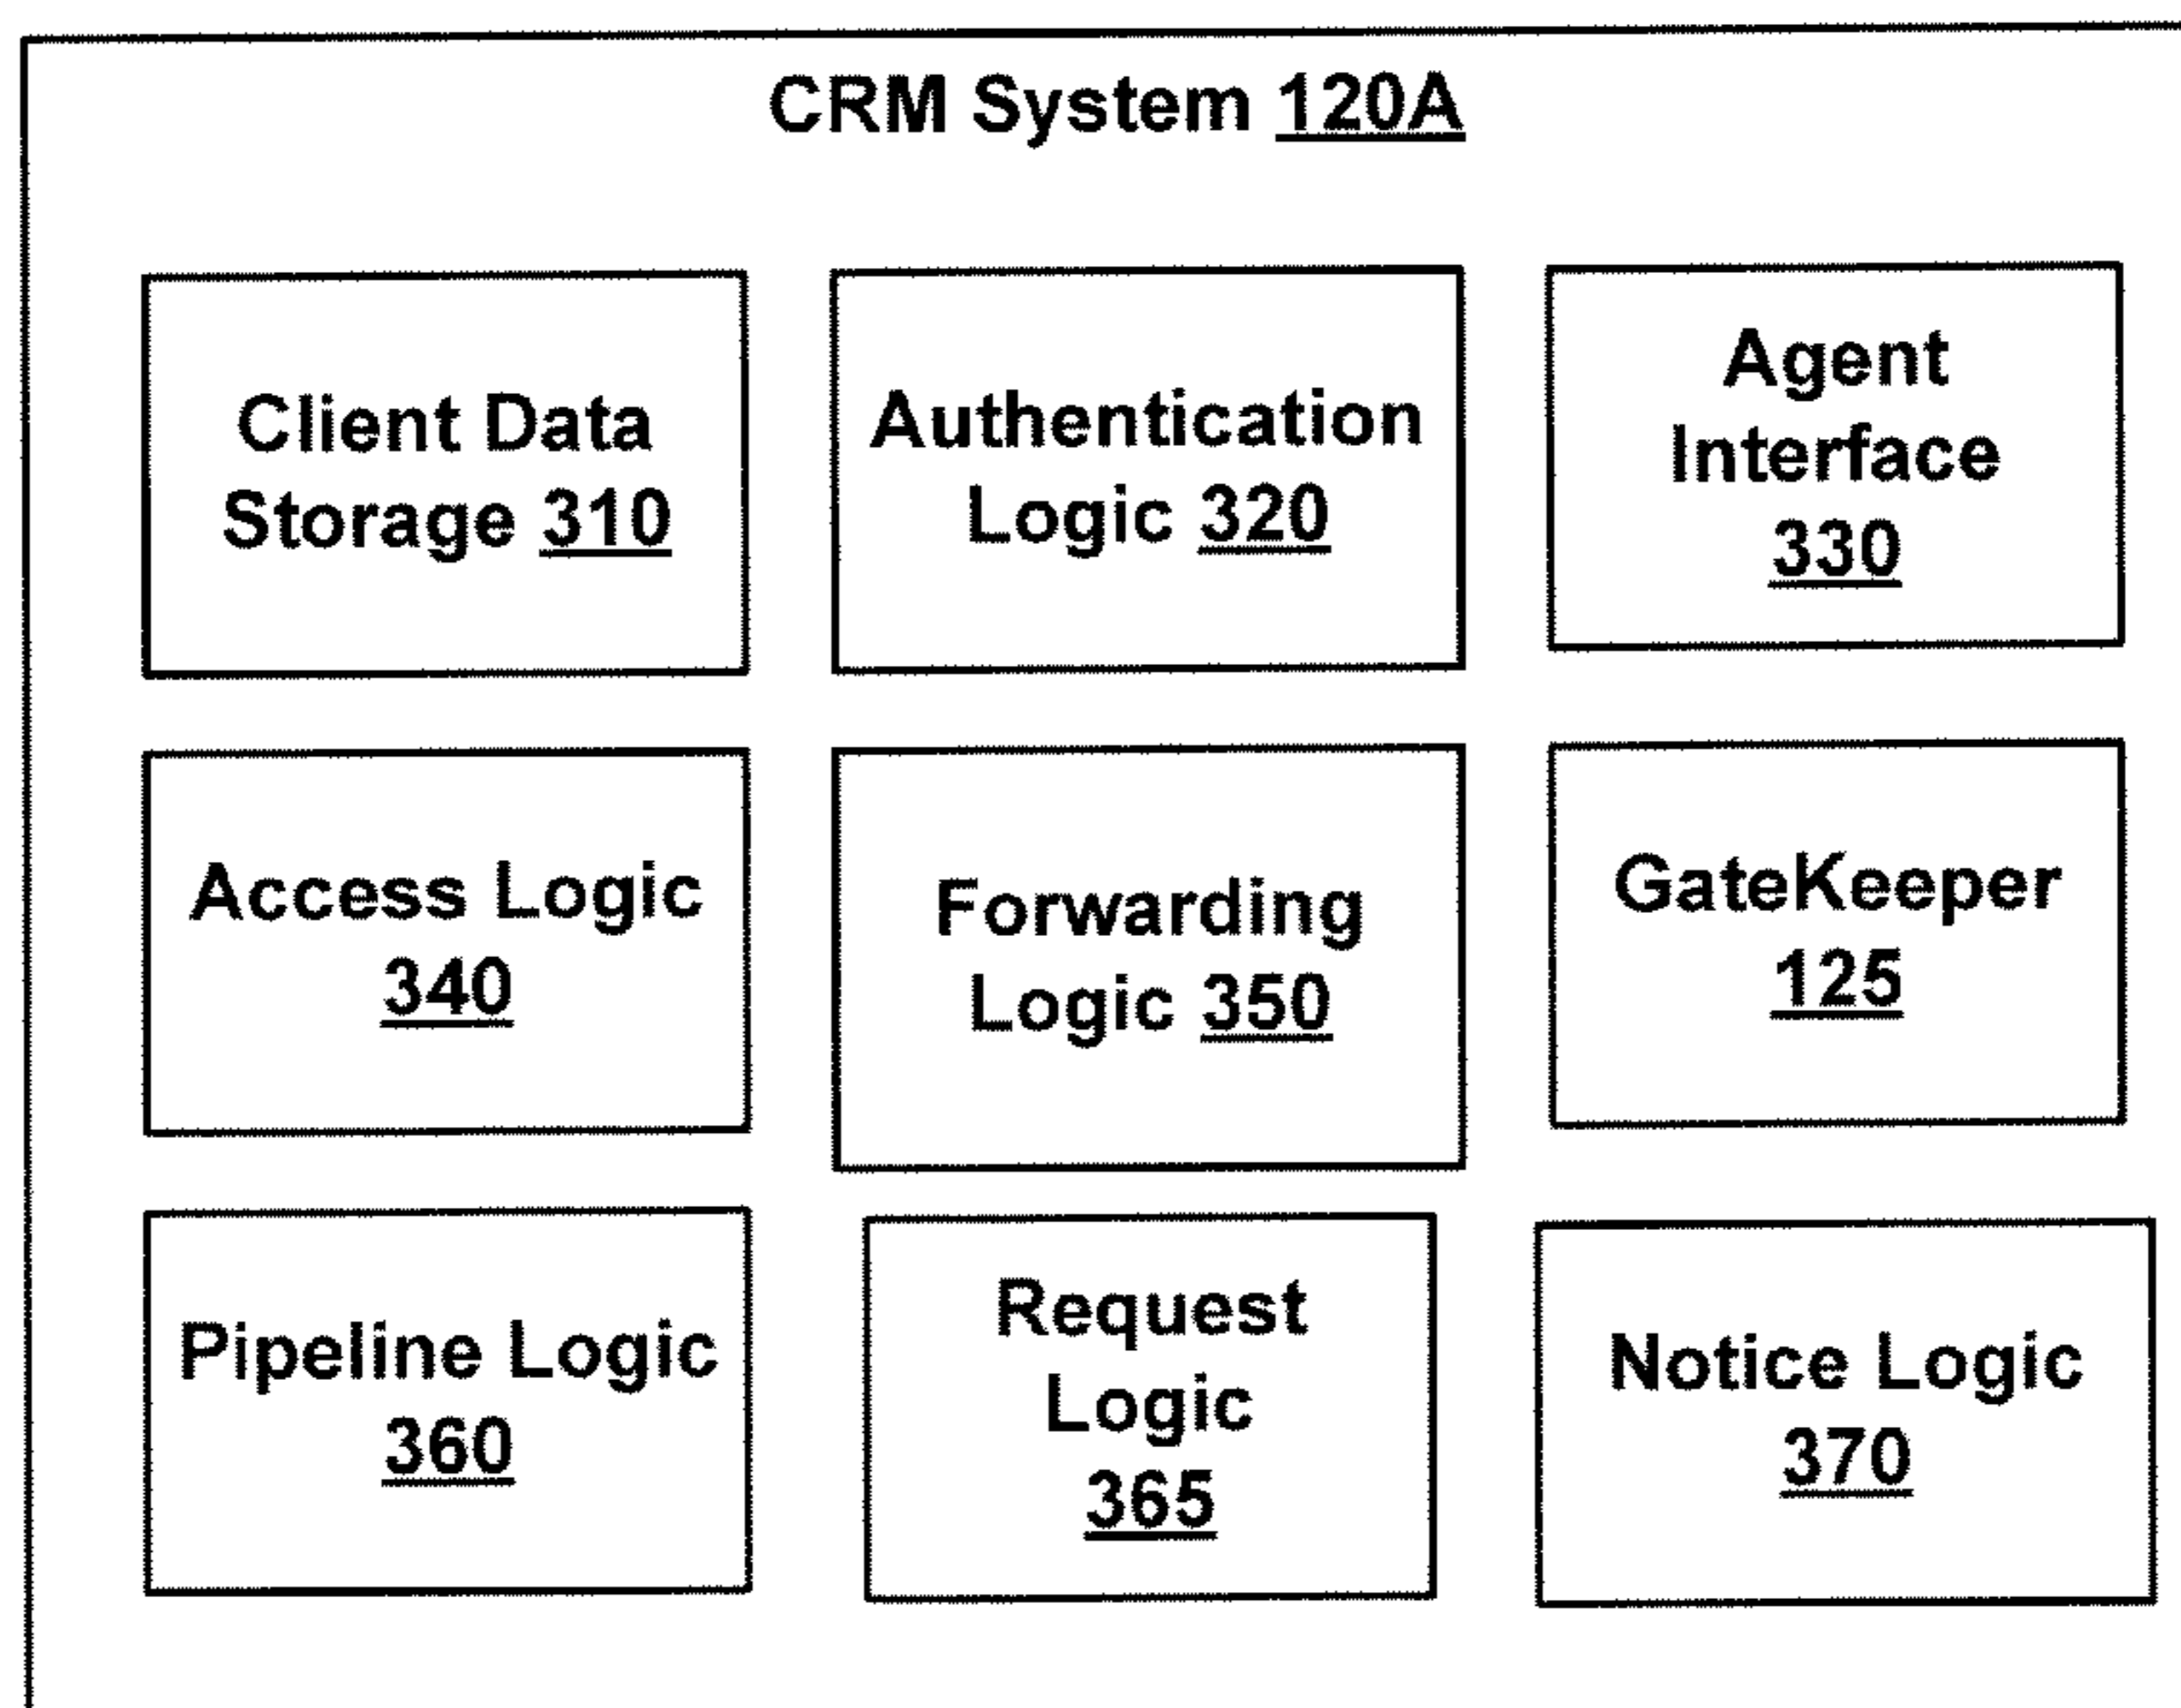 CRM System 120A
Client Data
Storage 310
Authentication
Logic 320
Agent
Interface
330
Access Logic
340
Forwarding
Logic 350
GateKeeper
125
Pipeline Logic
360
Request
Logic
365
Notice Logic
370